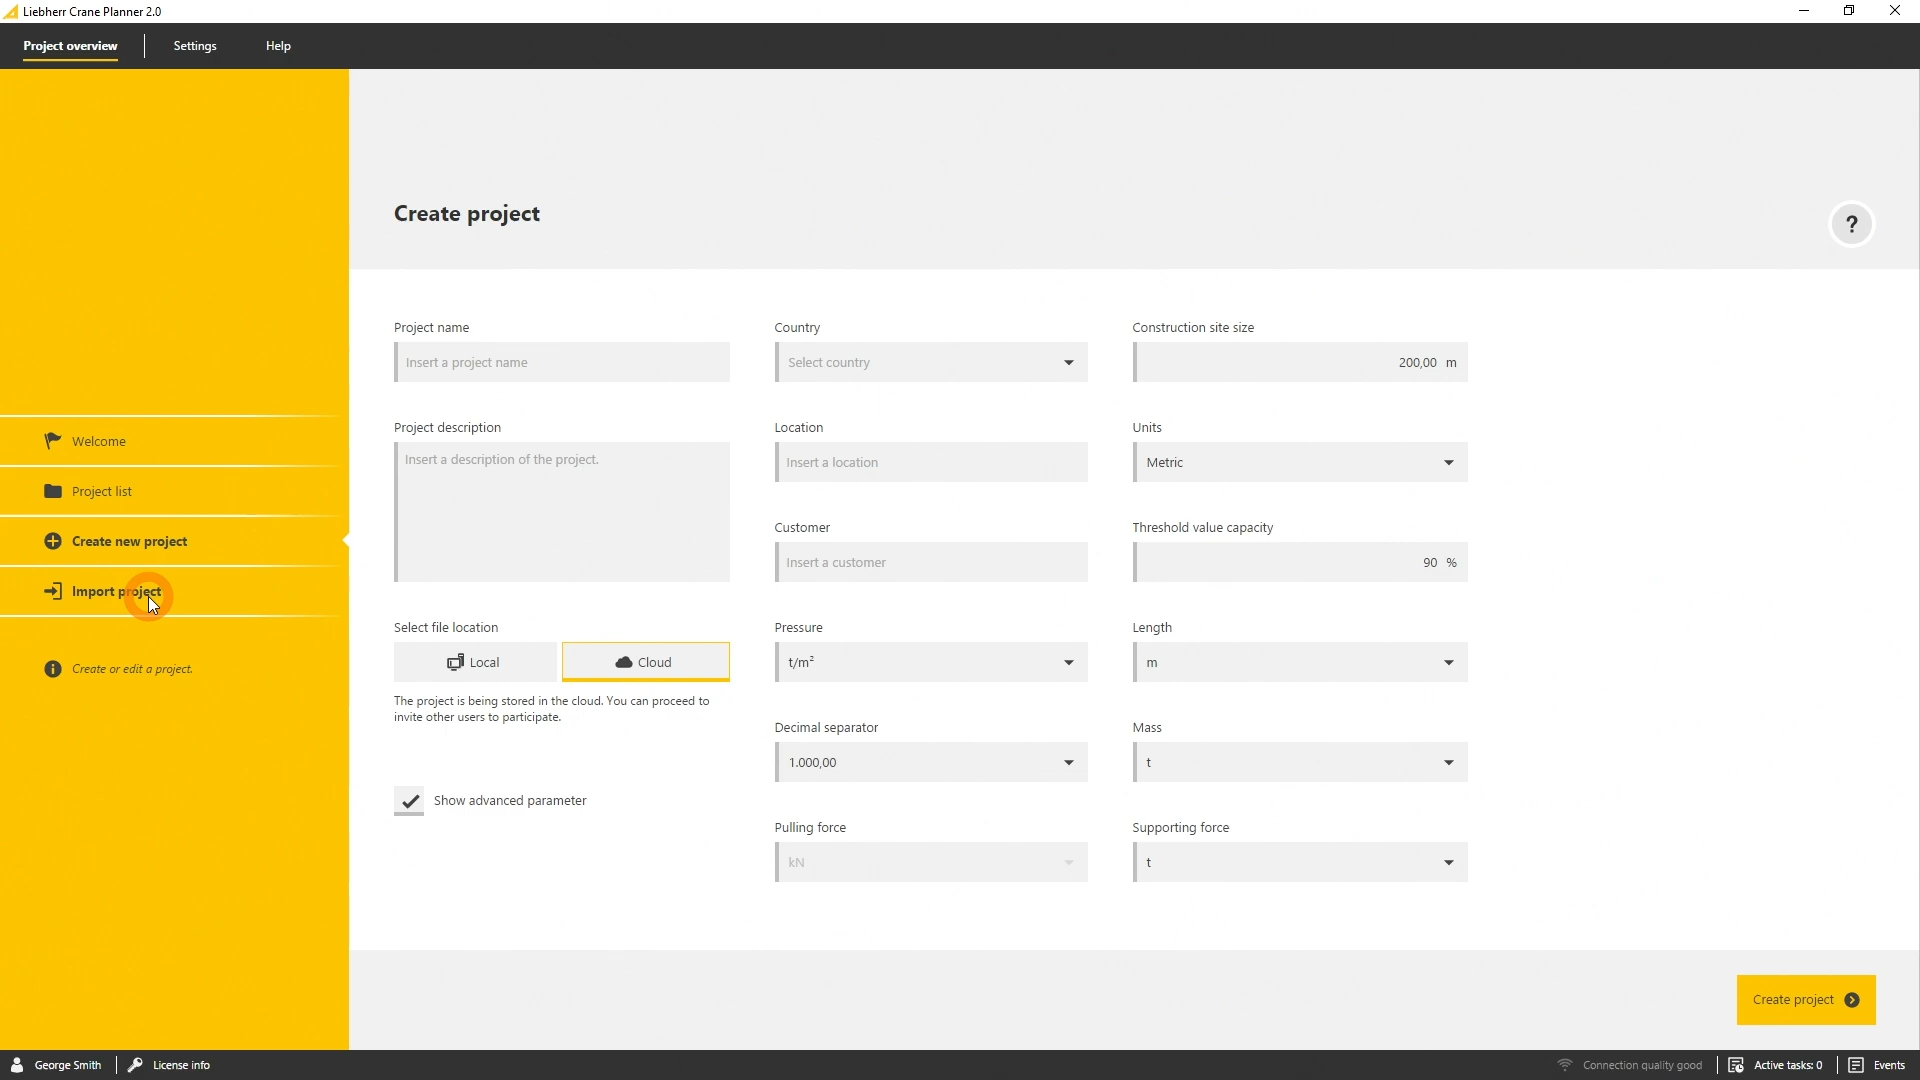 Liebherr Crane Planner 2.0
Project overview
Settings
Help
Create project
?
Welcome
Project list
Create new project
Import project
Create or edit a project.
Project name
Insert a project name
Project description
Insert a description of the project.
Select file location
Local
Cloud
The project is being stored in the cloud. You can proceed to
invite other users to participate.
Show advanced parameter
Country
Select country
Location
Insert a location
Customer
Insert a customer
Pressure
t/m²
Decimal separator
1.000,00
Pulling force
kN
Construction site size
200,00 m
Units
Metric
Threshold value capacity
90 %
Length
m
Mass
t
Supporting force
t
Create project
George Smith
License info
Connection quality good
Active tasks: 0
Events